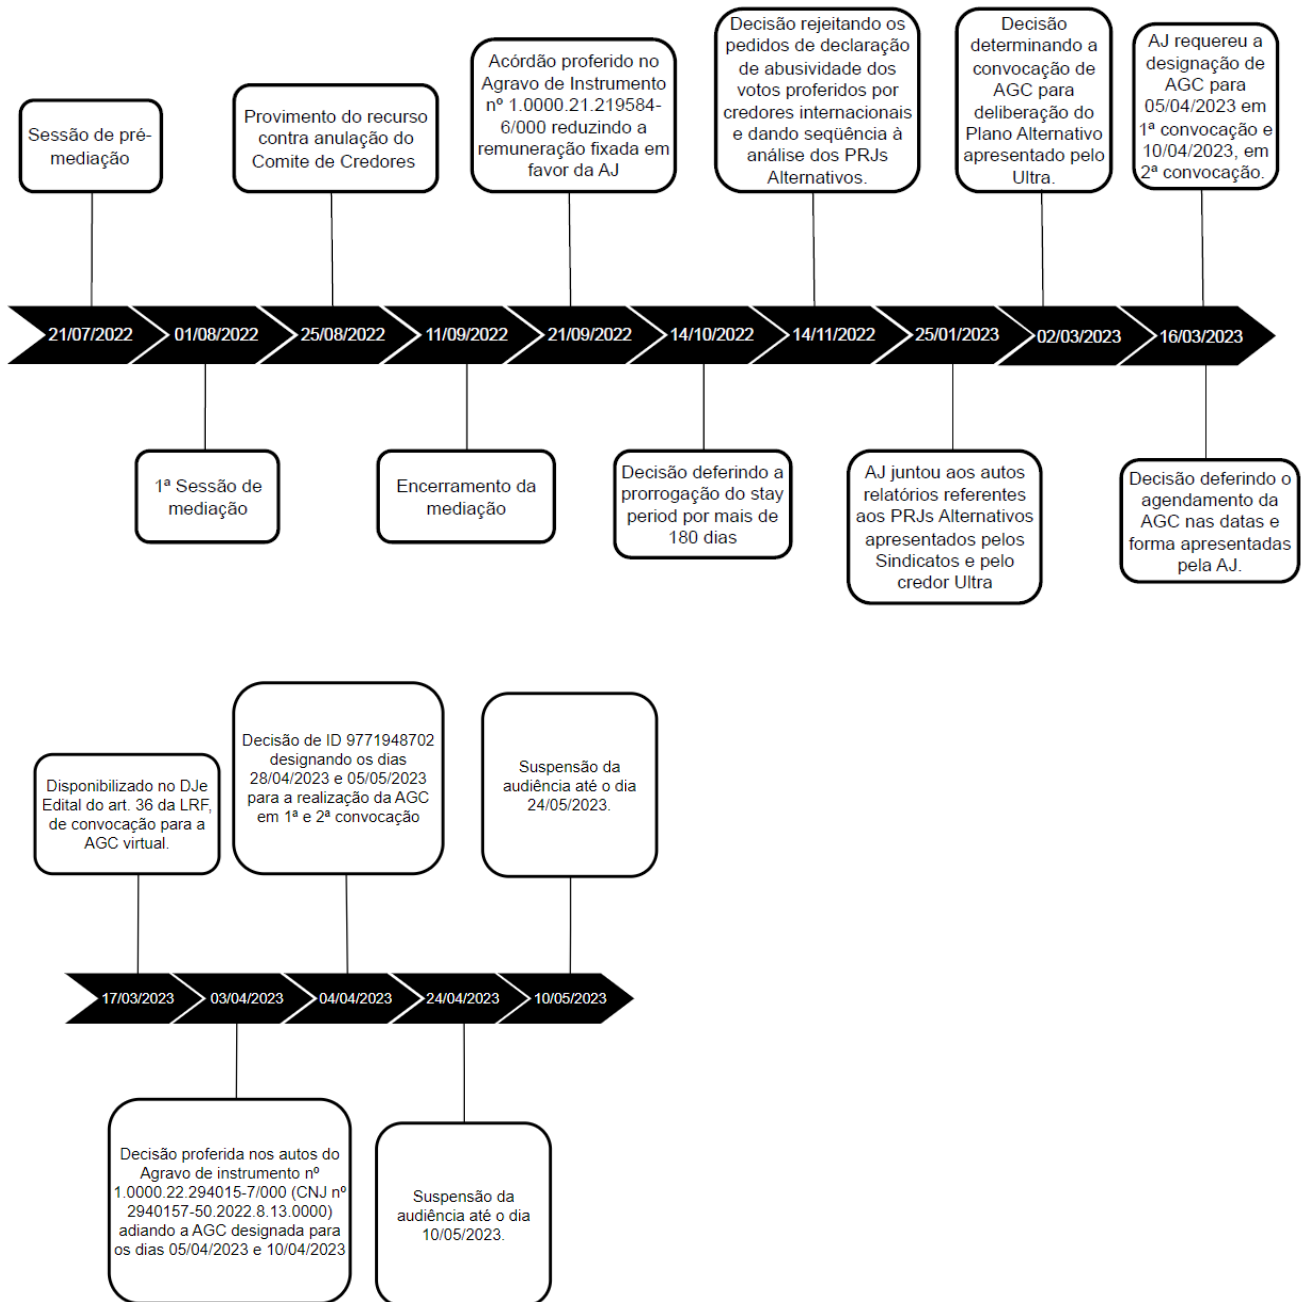 Sessão de pré-
mediação
Provimento do recurso
contra anulação do
Comite de Credores
Acórdão proferido no
Agravo de Instrumento
nº 1.0000.21.219584-
6/000 reduzindo a
remuneração fixada em
favor da AJ
Decisão rejeitando os
pedidos de declaração
de abusividade dos
votos proferidos por
credores internacionais
e dando seqüência à
análise dos PRJs
Alternativos.
Decisão
determinando a
convocação de
AGC para
deliberação do
Plano Alternativo
apresentado pelo
Ultra.
AJ requereu a
designação de
AGC para
05/04/2023 em
1ª convocação e
10/04/2023, em
2ª convocação.
21/07/2022
01/08/2022
25/08/2022
11/09/2022
21/09/2022
14/10/2022
14/11/2022
25/01/2023
02/03/2023
16/03/2023
1ª Sessão de
mediação
Encerramento da
mediação
Decisão deferindo a
prorrogação do stay
period por mais de
180 dias
AJ juntou aos autos
relatórios referentes
aos PRJs Alternativos
apresentados pelos
Sindicatos e pelo
credor Ultra
Decisão deferindo o
agendamento da
AGC nas datas e
forma apresentadas
pela AJ.
Disponibilizado no DJe
Edital do art. 36 da LRF,
de convocação para a
AGC virtual.
Decisão de ID 9771948702
designando os dias
28/04/2023 e 05/05/2023
para a realização da AGC
em 1ª e 2ª convocação
Suspensão da
audiência até o dia
24/05/2023.
17/03/2023
03/04/2023
04/04/2023
24/04/2023
10/05/2023
Decisão proferida nos autos do
Agravo de instrumento nº
1.0000.22.294015-7/000 (CNJ nº
2940157-50.2022.8.13.0000)
adiando a AGC designada para
os dias 05/04/2023 e 10/04/2023
Suspensão da
audiência até o dia
10/05/2023.